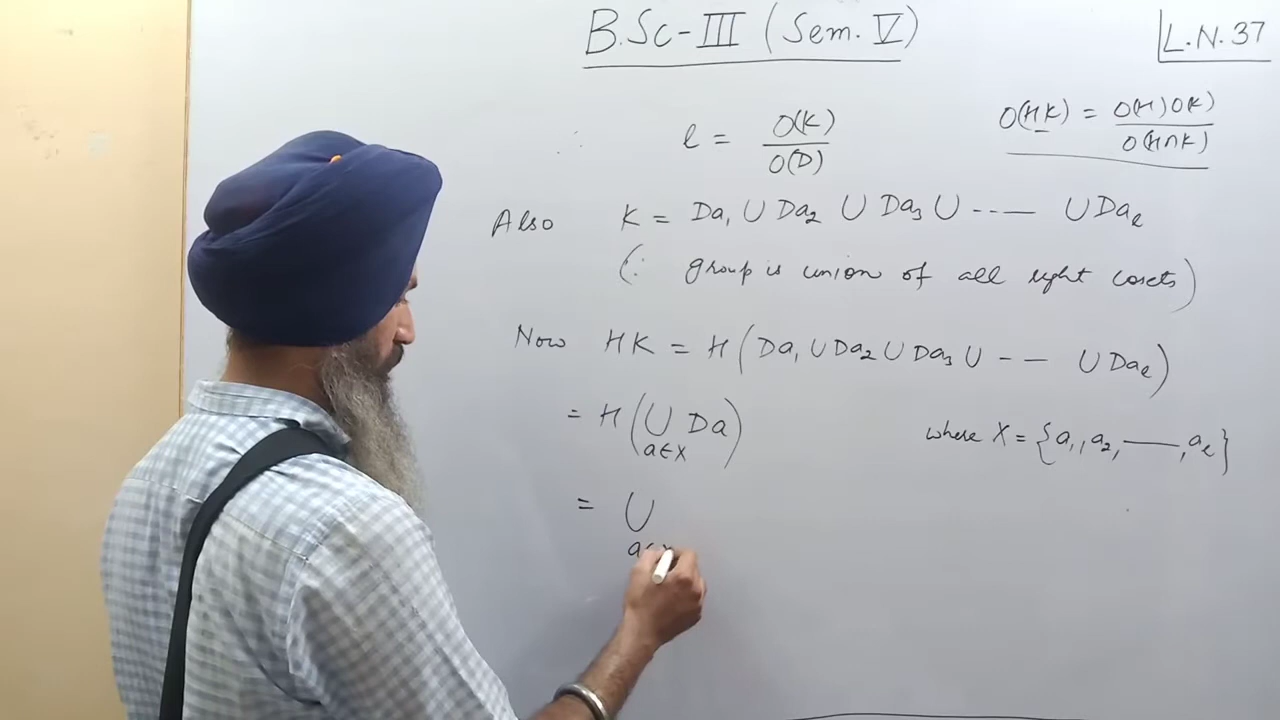 B.Sc-III (Sem. V)
L.N. 37
∴ l = O(K)/O(D)
O(HK) = O(H)O(K)/O(H∩K)
Also K = Da₁ ∪ Da₂ ∪ Da₃ ∪ ---- ∪ Daₗ
(∵ group is union of all right cosets)
Now HK = H(Da₁ ∪ Da₂ ∪ Da₃ ∪ --- ∪ Daₗ)
= H(∪ Da)
a∈X
where X = {a₁, a₂, ——, aₗ}
= ∪
a∈X